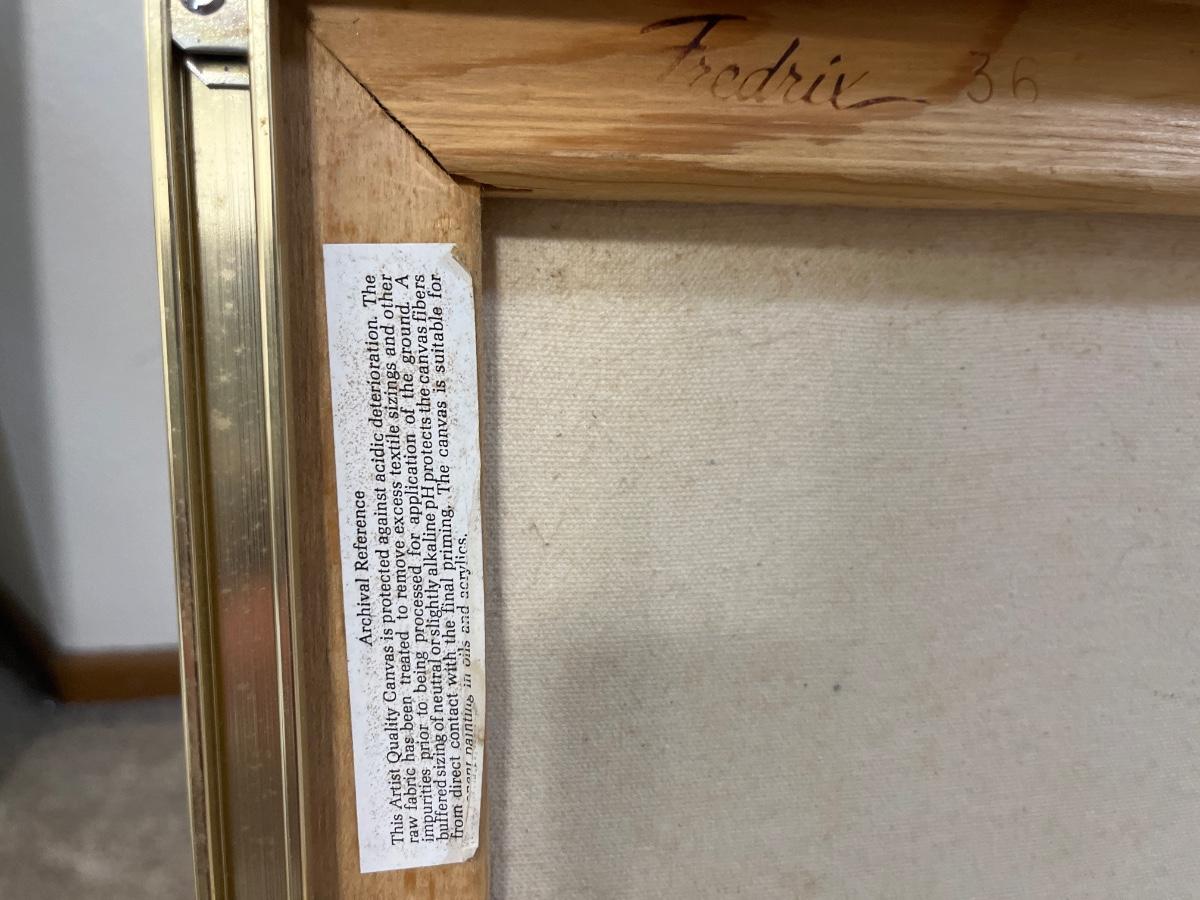 Fredrix 36
Archival Reference
This Artist Quality Canvas is protected against acidic deterioration. The
raw fabric has been treated to remove excess textile sizings and other
impurities prior to being processed for application of the ground. A
buffered sizing of neutral or slightly alkaline pH protects the canvas fibers
from direct contact with the final priming. The canvas is suitable for
painting in oils and acrylics.